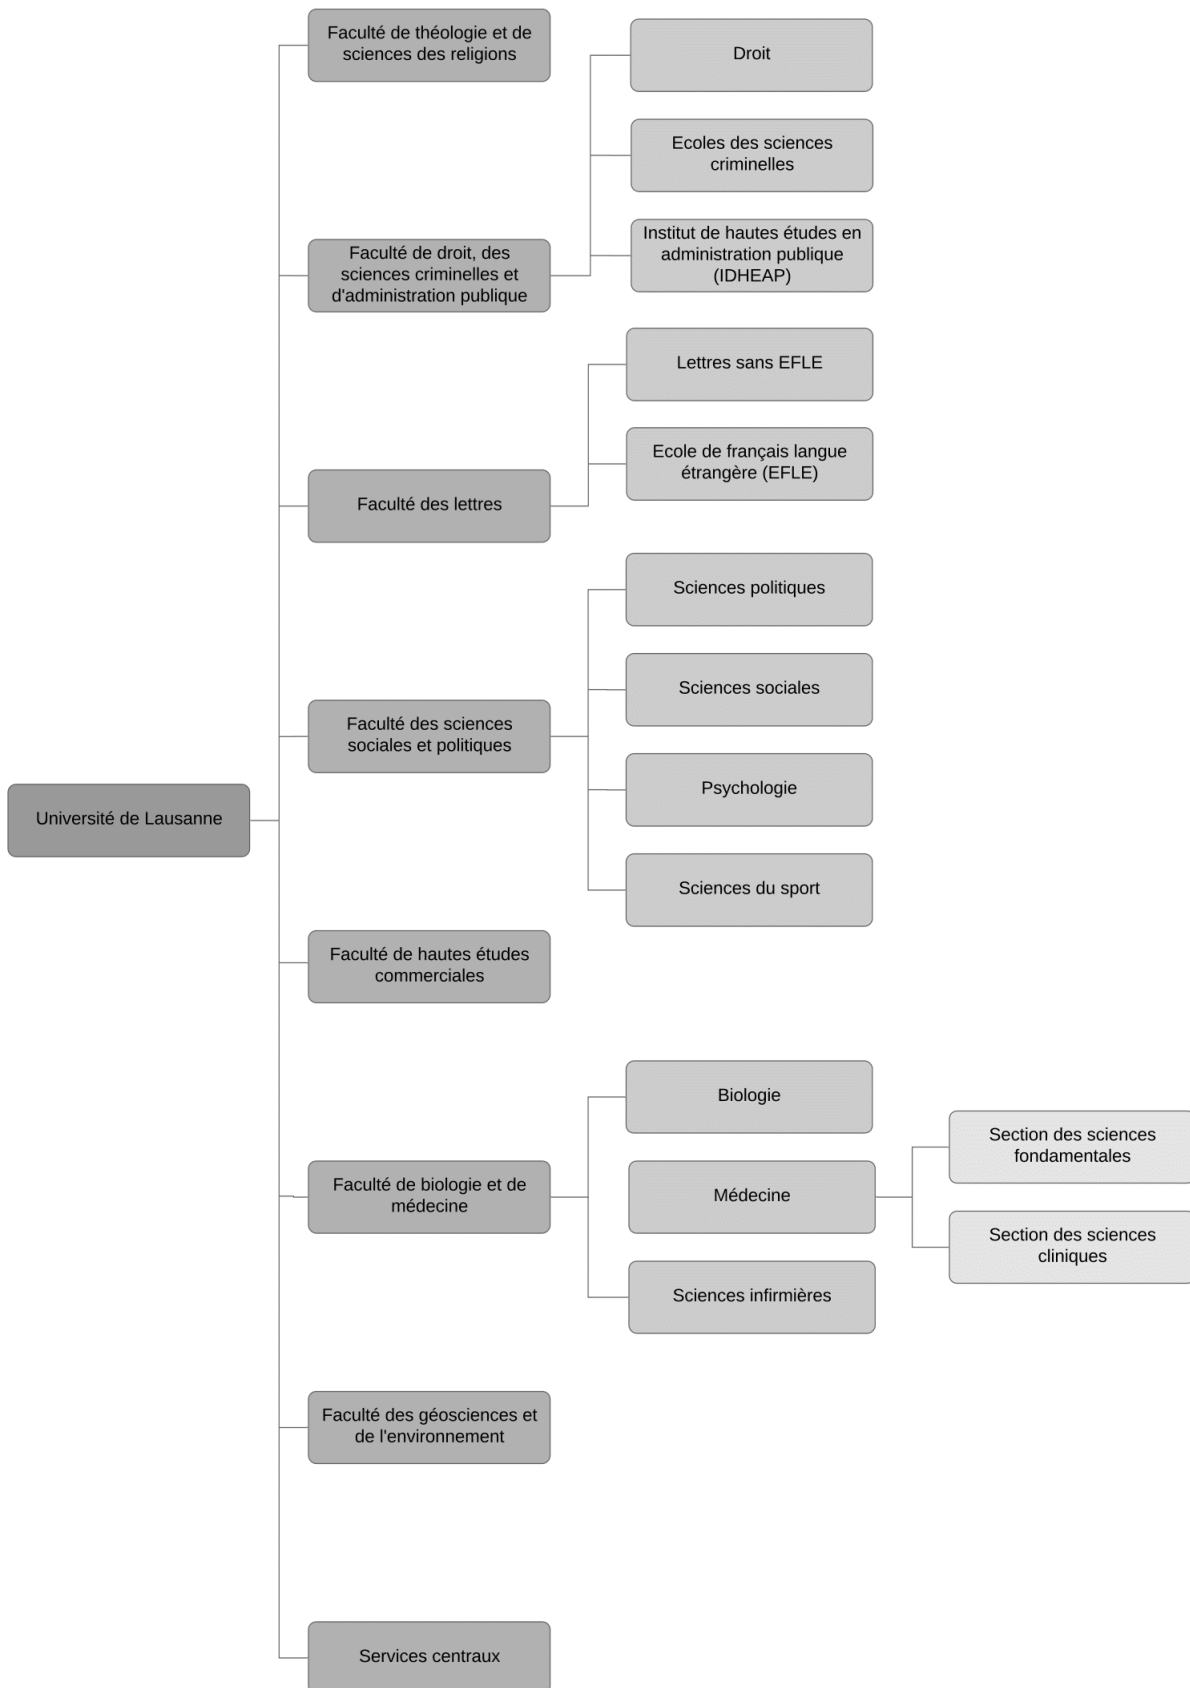 Faculté de théologie et de
sciences des religions
Droit
Ecoles des sciences
criminelles
Institut de hautes études en
administration publique
(IDHEAP)
Faculté de droit, des
sciences criminelles et
d'administration publique
Lettres sans EFLE
Ecole de français langue
étrangère (EFLE)
Faculté des lettres
Sciences politiques
Sciences sociales
Faculté des sciences
sociales et politiques
Psychologie
Université de Lausanne
Sciences du sport
Faculté de hautes études
commerciales
Biologie
Section des sciences
fondamentales
Faculté de biologie et de
médecine
Médecine
Section des sciences
cliniques
Sciences infirmières
Faculté des géosciences et
de l'environnement
Services centraux